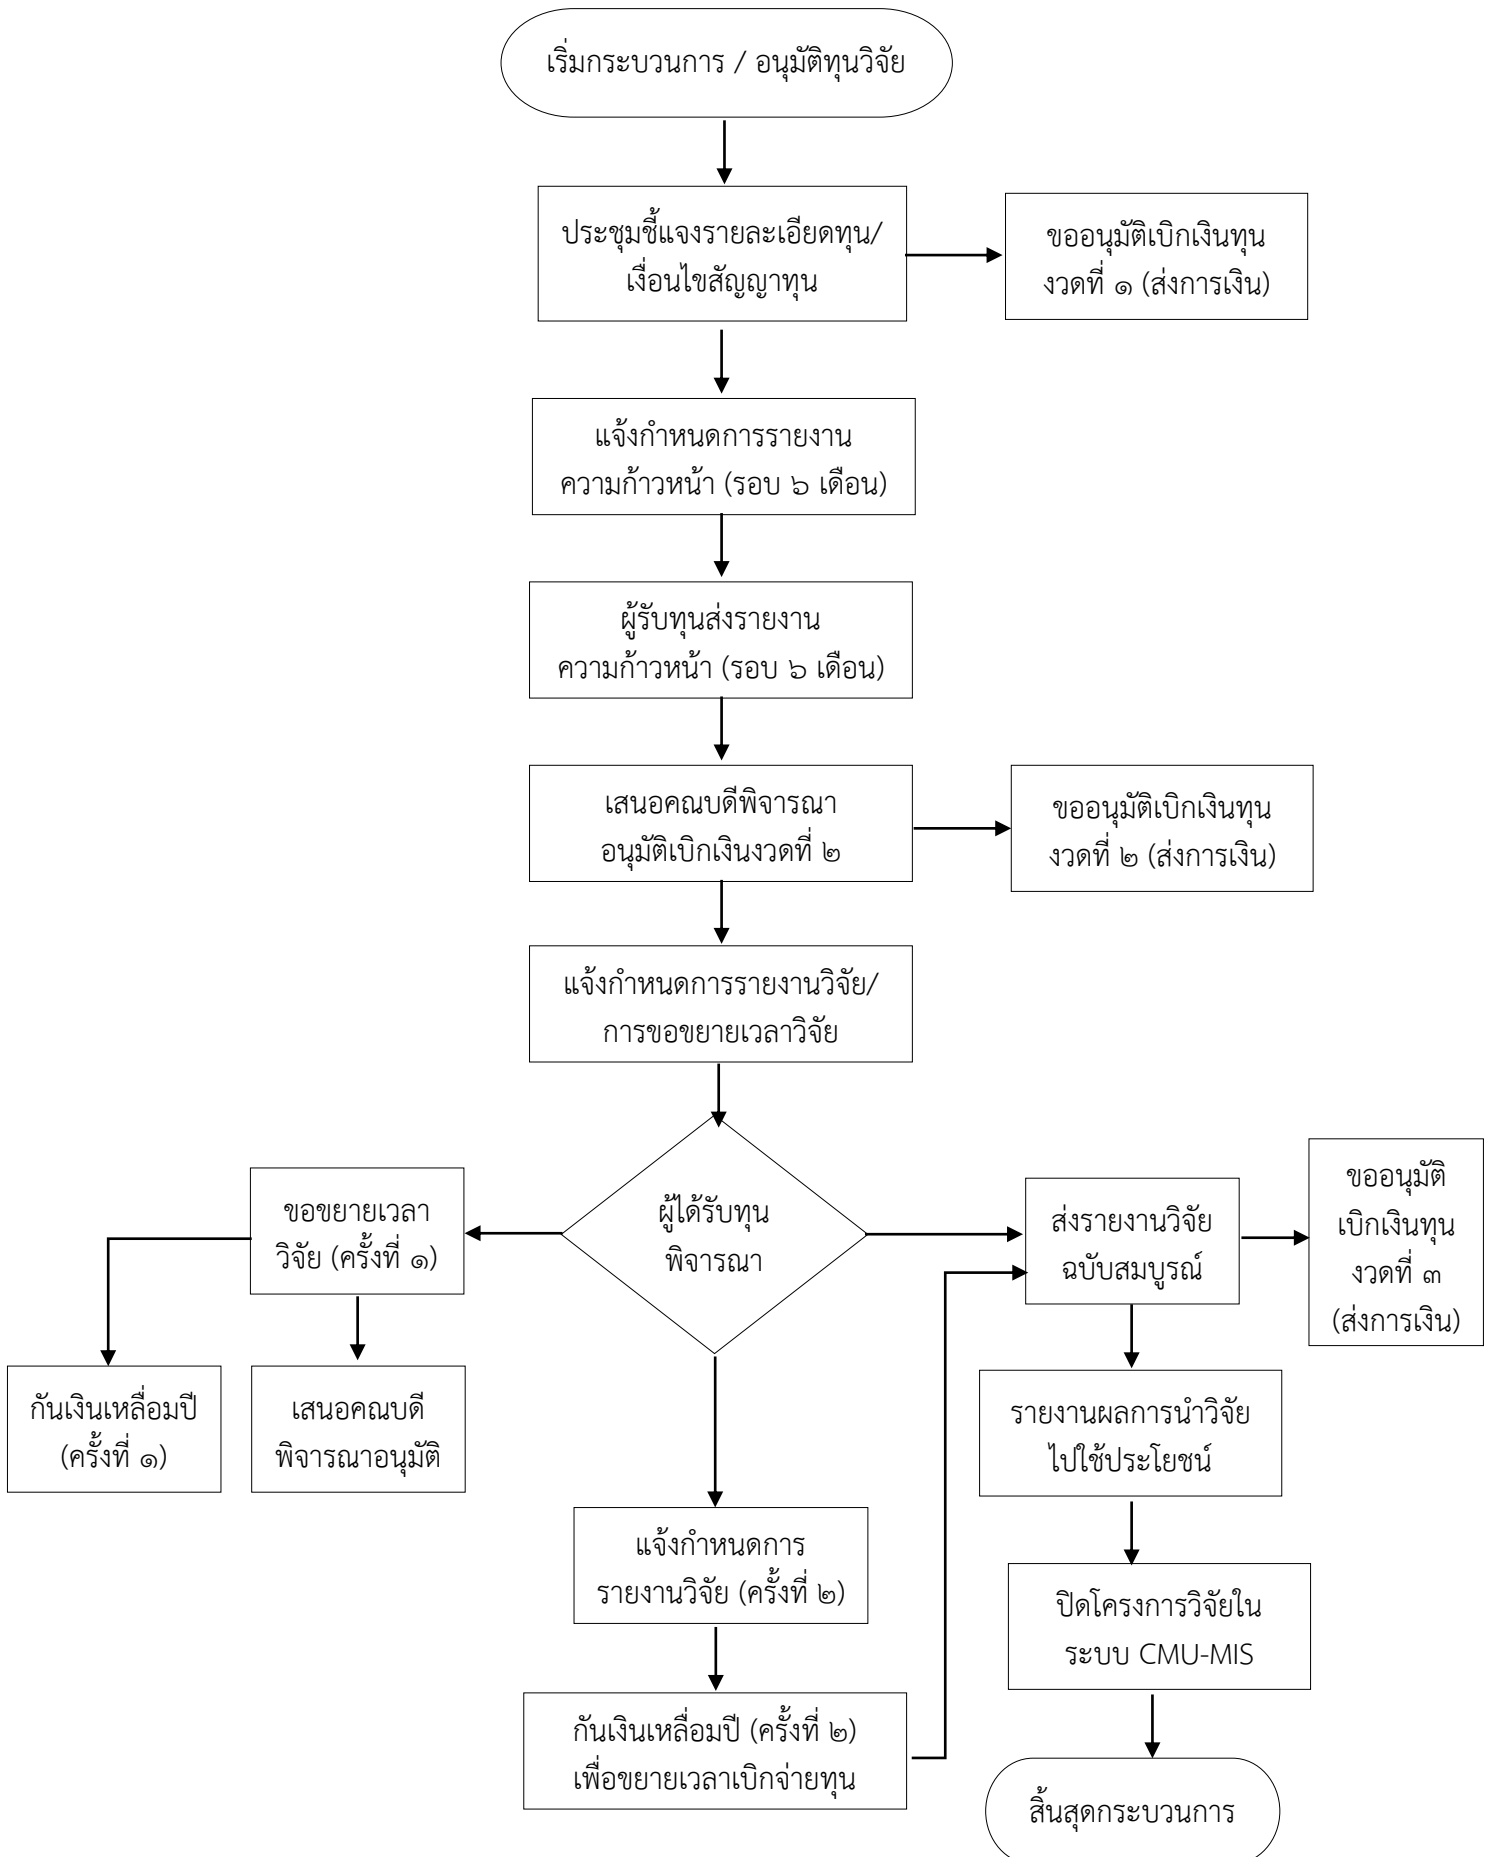 เริ่มกระบวนการ / อนุมัติทุนวิจัย
ประชุมชี้แจงรายละเอียดทุน/
เงื่อนไขสัญญาทุน
ขออนุมัติเบิกเงินทุน
งวดที่ ๑ (ส่งการเงิน)
แจ้งกำหนดการรายงาน
ความก้าวหน้า (รอบ ๖ เดือน)
ผู้รับทุนส่งรายงาน
ความก้าวหน้า (รอบ ๖ เดือน)
เสนอคณบดีพิจารณา
อนุมัติเบิกเงินงวดที่ ๒
ขออนุมัติเบิกเงินทุน
งวดที่ ๒ (ส่งการเงิน)
แจ้งกำหนดการรายงานวิจัย/
การขอขยายเวลาวิจัย
ผู้ได้รับทุน
พิจารณา
ขอขยายเวลา
วิจัย (ครั้งที่ ๑)
กันเงินเหลื่อมปี
(ครั้งที่ ๑)
เสนอคณบดี
พิจารณาอนุมัติ
ส่งรายงานวิจัย
ฉบับสมบูรณ์
ขออนุมัติ
เบิกเงินทุน
งวดที่ ๓
(ส่งการเงิน)
รายงานผลการนำวิจัย
ไปใช้ประโยชน์
แจ้งกำหนดการ
รายงานวิจัย (ครั้งที่ ๒)
ปิดโครงการวิจัยใน
ระบบ CMU-MIS
กันเงินเหลื่อมปี (ครั้งที่ ๒)
เพื่อขยายเวลาเบิกจ่ายทุน
สิ้นสุดกระบวนการ